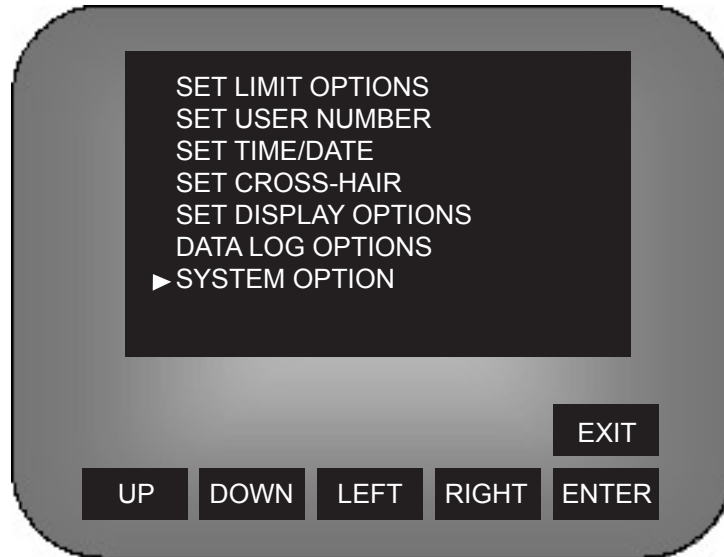 SET LIMIT OPTIONS
SET USER NUMBER
SET TIME/DATE
SET CROSS-HAIR
SET DISPLAY OPTIONS
DATA LOG OPTIONS
►SYSTEM OPTION
EXIT
UP DOWN LEFT RIGHT ENTER